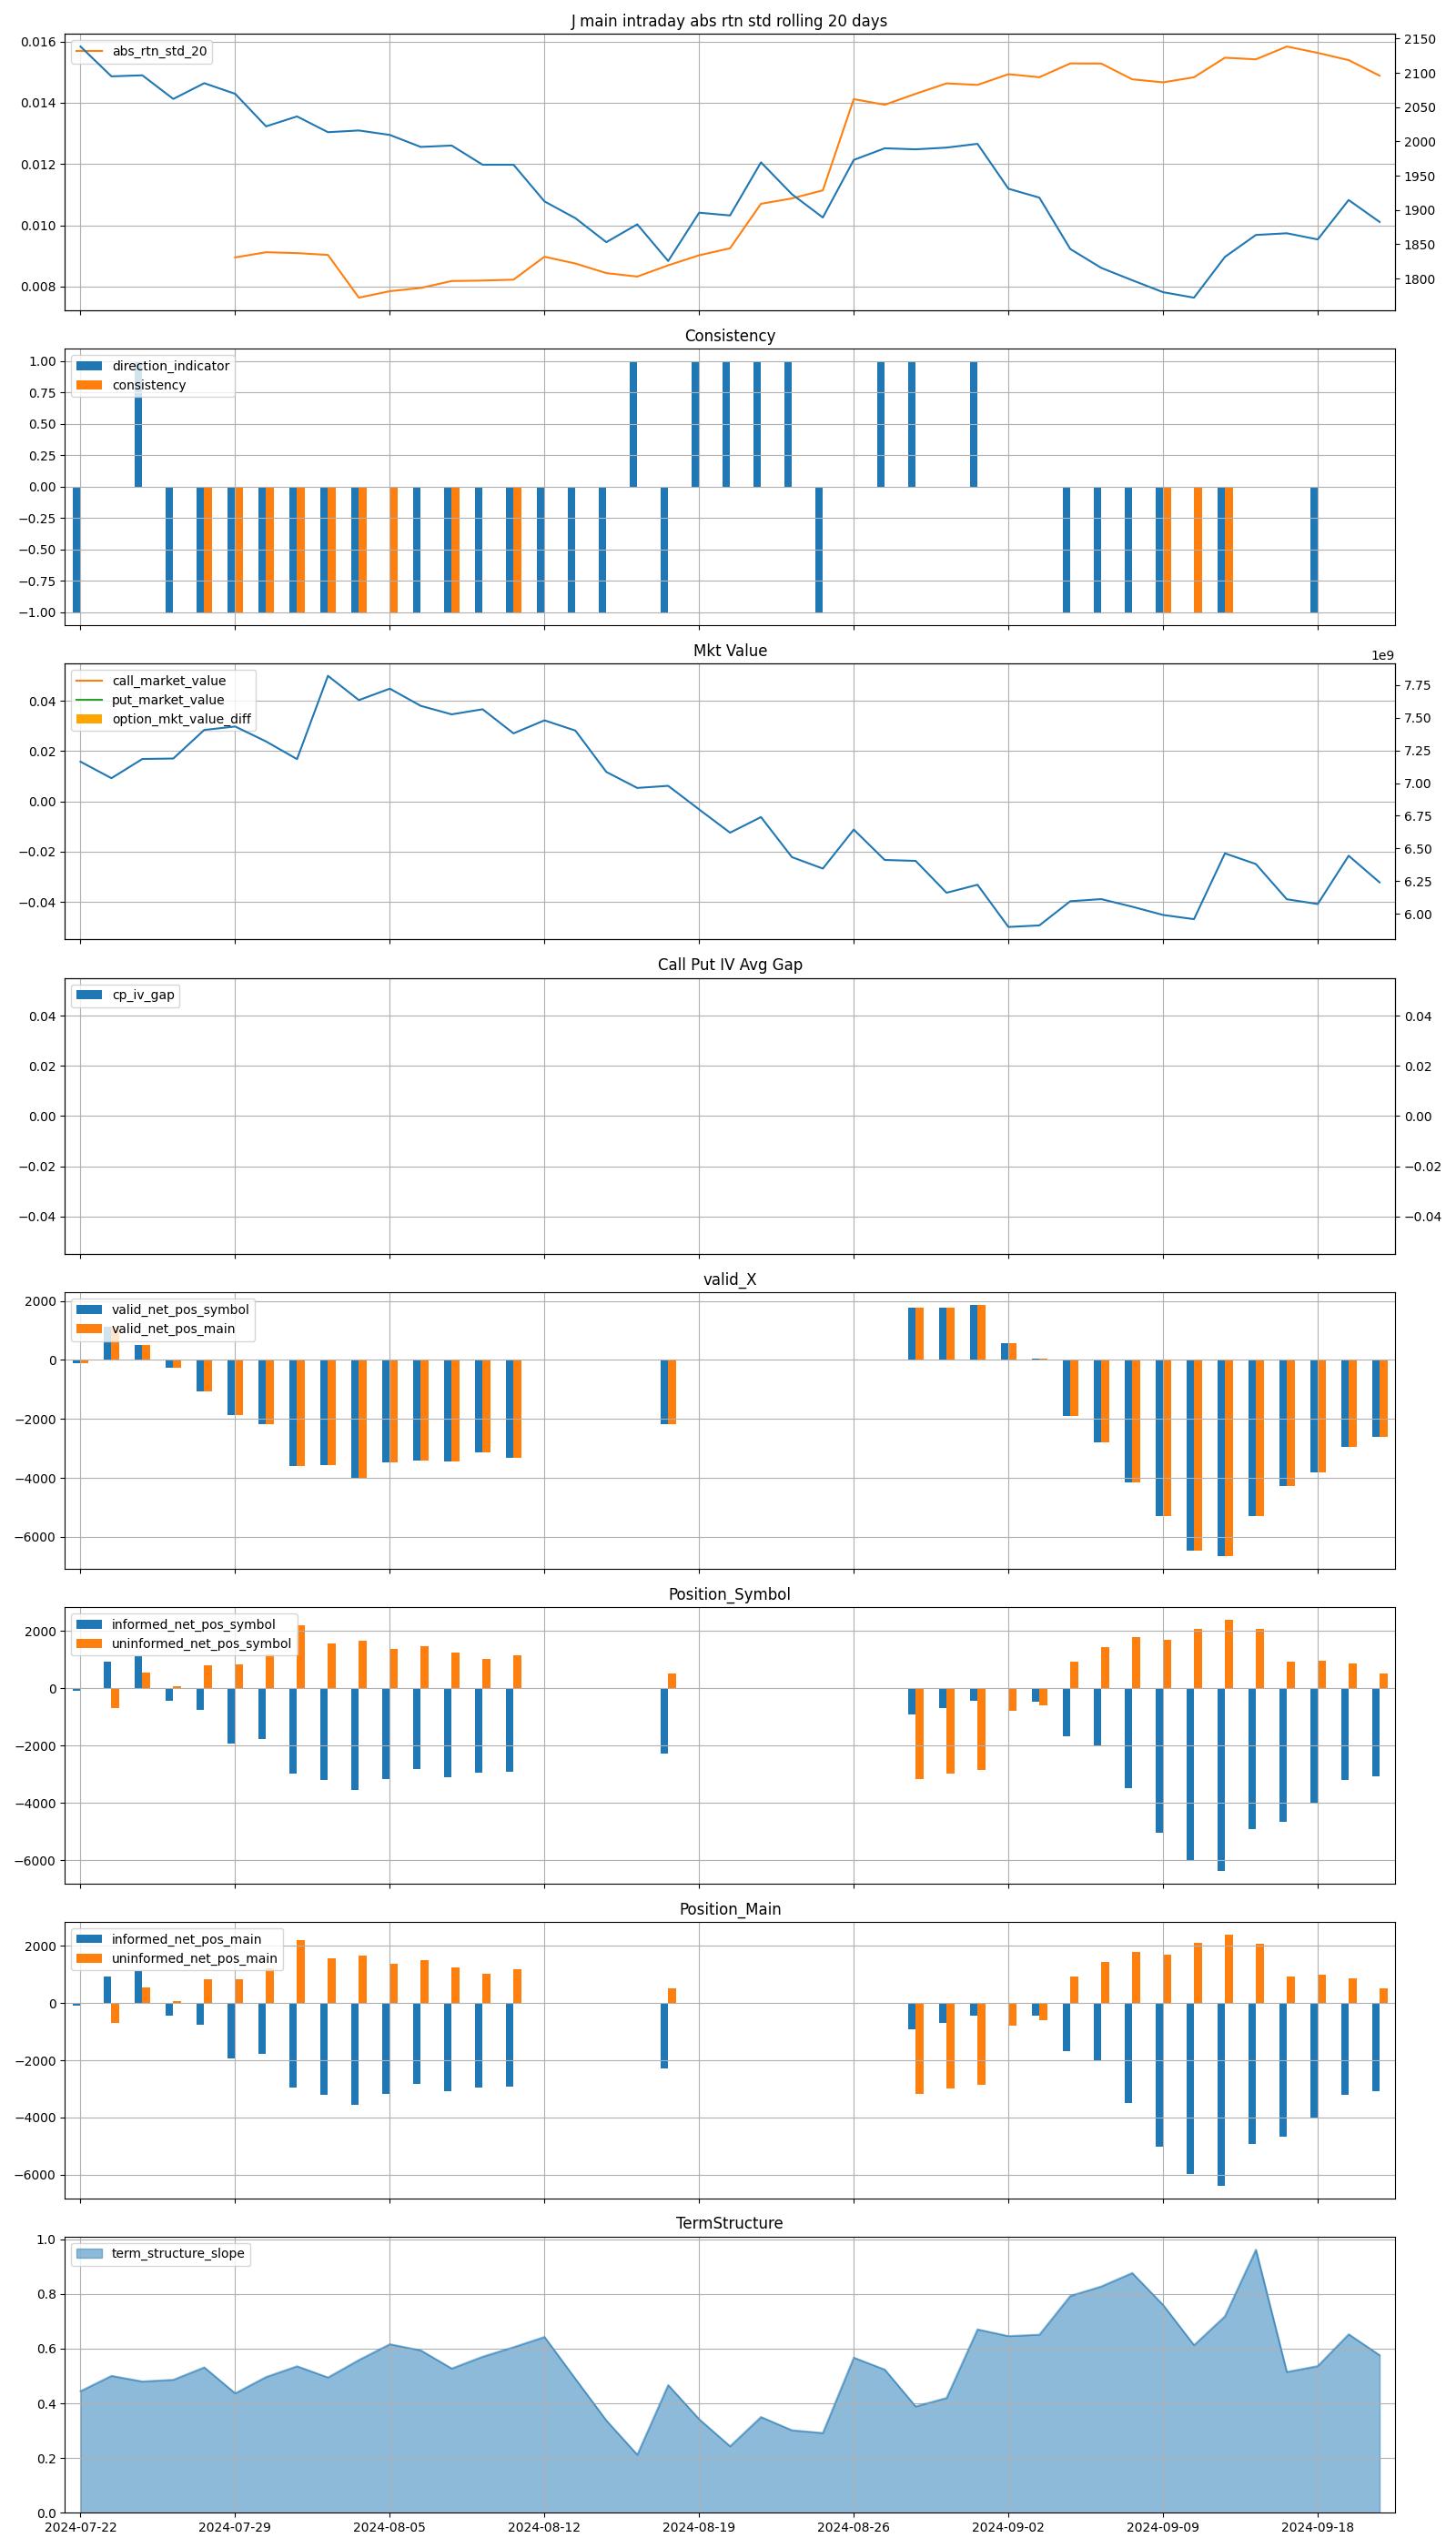 J main intraday abs rtn std rolling 20 days
abs_rtn_std_20
0.016
0.014
0.012
0.010
0.008
2150
2100
2050
2000
1950
1900
1850
1800
Consistency
direction_indicator
consistency
1.00
0.75
0.50
0.25
0.00
−0.25
−0.50
−0.75
−1.00
Mkt Value
1e9
call_market_value
put_market_value
option_mkt_value_diff
0.04
0.02
0.00
−0.02
−0.04
7.75
7.50
7.25
7.00
6.75
6.50
6.25
6.00
Call Put IV Avg Gap
cp_iv_gap
0.04
0.02
0.00
−0.02
−0.04
0.04
0.02
0.00
−0.02
−0.04
valid_X
valid_net_pos_symbol
valid_net_pos_main
2000
0
−2000
−4000
−6000
Position_Symbol
informed_net_pos_symbol
uninformed_net_pos_symbol
2000
0
−2000
−4000
−6000
Position_Main
informed_net_pos_main
uninformed_net_pos_main
2000
0
−2000
−4000
−6000
TermStructure
term_structure_slope
1.0
0.8
0.6
0.4
0.2
0.0
2024-07-22 2024-07-29 2024-08-05 2024-08-12 2024-08-19 2024-08-26 2024-09-02 2024-09-09 2024-09-18